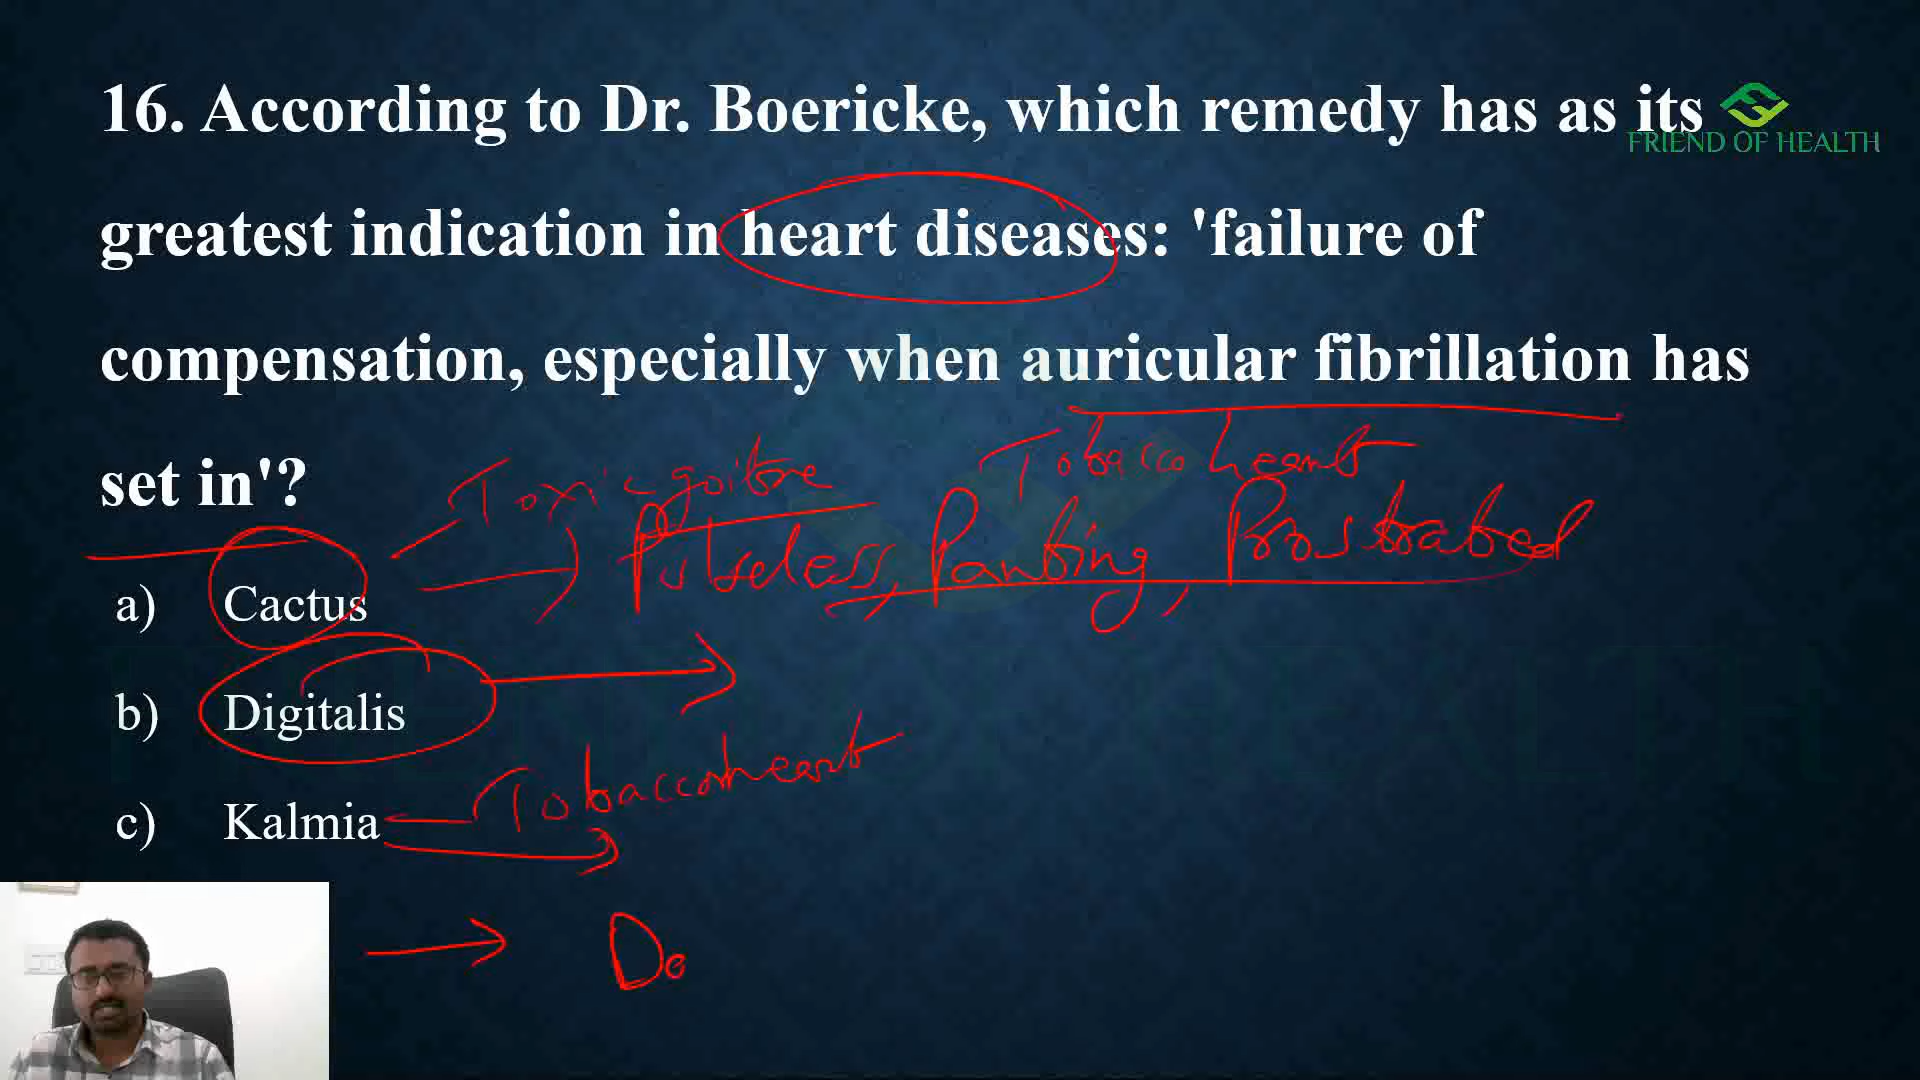 16. According to Dr. Boericke, which remedy has as its
FRIEND OF HEALTH
greatest indication in heart diseases: 'failure of
compensation, especially when auricular fibrillation has
set in'?
Toxic goitre
Tobacco heart
Pulseless, Panting, Prostrated
a) Cactus
b) Digitalis
Tobacco heart
c) Kalmia
De